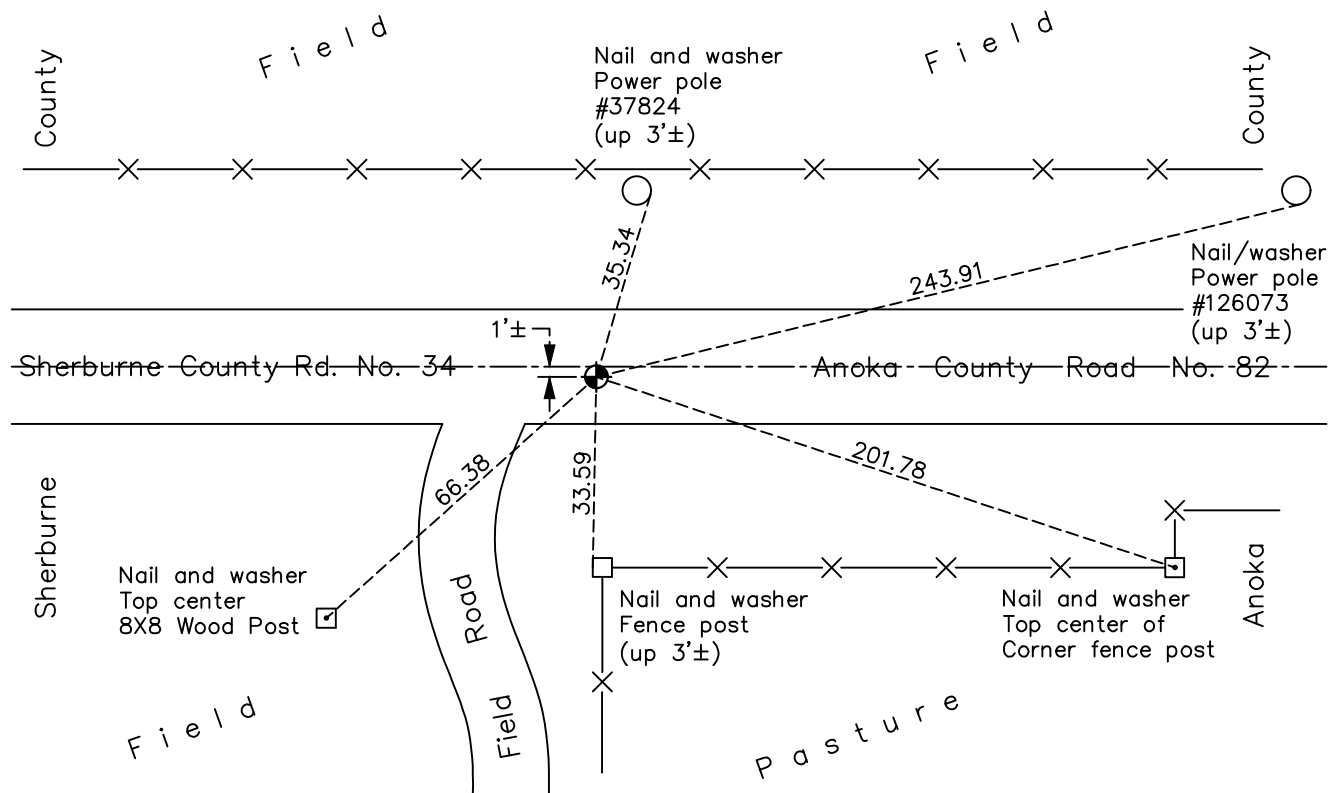 Field
Field
County
Nail and washer
Power pole
#37824
(up 3'±)
County
35.34
243.91
Nail/washer
Power pole
#126073
(up 3'±)
1'±
Sherburne County Rd. No. 34
Anoka County Road No. 82
66.38
33.59
201.78
Sherburne
Nail and washer
Top center
8X8 Wood Post
Field Road
Nail and washer
Fence post
(up 3'±)
Nail and washer
Top center of
Corner fence post
Anoka
Field
Pasture